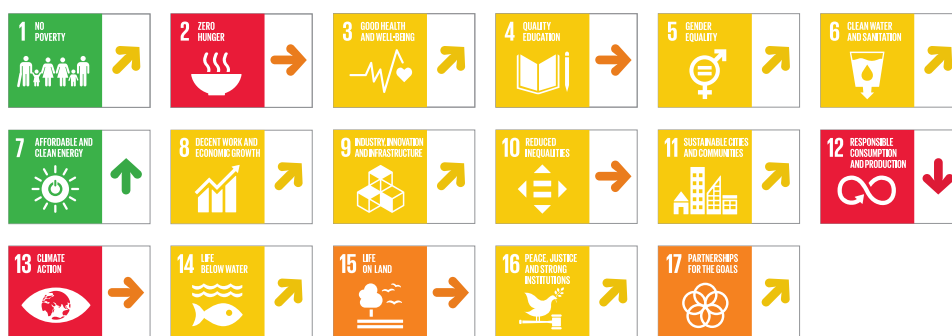 1 NO
POVERTY
2 ZERO
HUNGER
3 GOOD HEALTH
AND WELL-BEING
4 QUALITY
EDUCATION
5 GENDER
EQUALITY
6 CLEAN WATER
AND SANITATION
7 AFFORDABLE AND
CLEAN ENERGY
8 DECENT WORK AND
ECONOMIC GROWTH
9 INDUSTRY, INNOVATION
AND INFRASTRUCTURE
10 REDUCED
INEQUALITIES
11 SUSTAINABLE CITIES
AND COMMUNITIES
12 RESPONSIBLE
CONSUMPTION
AND PRODUCTION
13 CLIMATE
ACTION
14 LIFE
BELOW WATER
15 LIFE
ON LAND
16 PEACE, JUSTICE
AND STRONG
INSTITUTIONS
17 PARTNERSHIPS
FOR THE GOALS